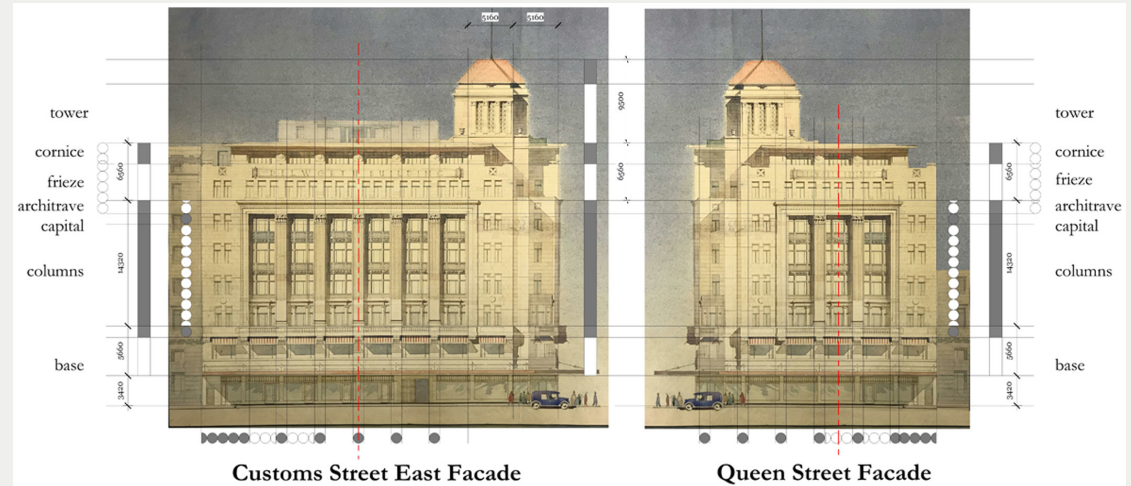 5160 5160
tower
cornice
frieze
architrave
capital
columns
base
6560
14320
5660
3420
9500
6560
tower
cornice
frieze
architrave
capital
columns
base
6560
14320
5660
3420
Customs Street East Facade
Queen Street Facade